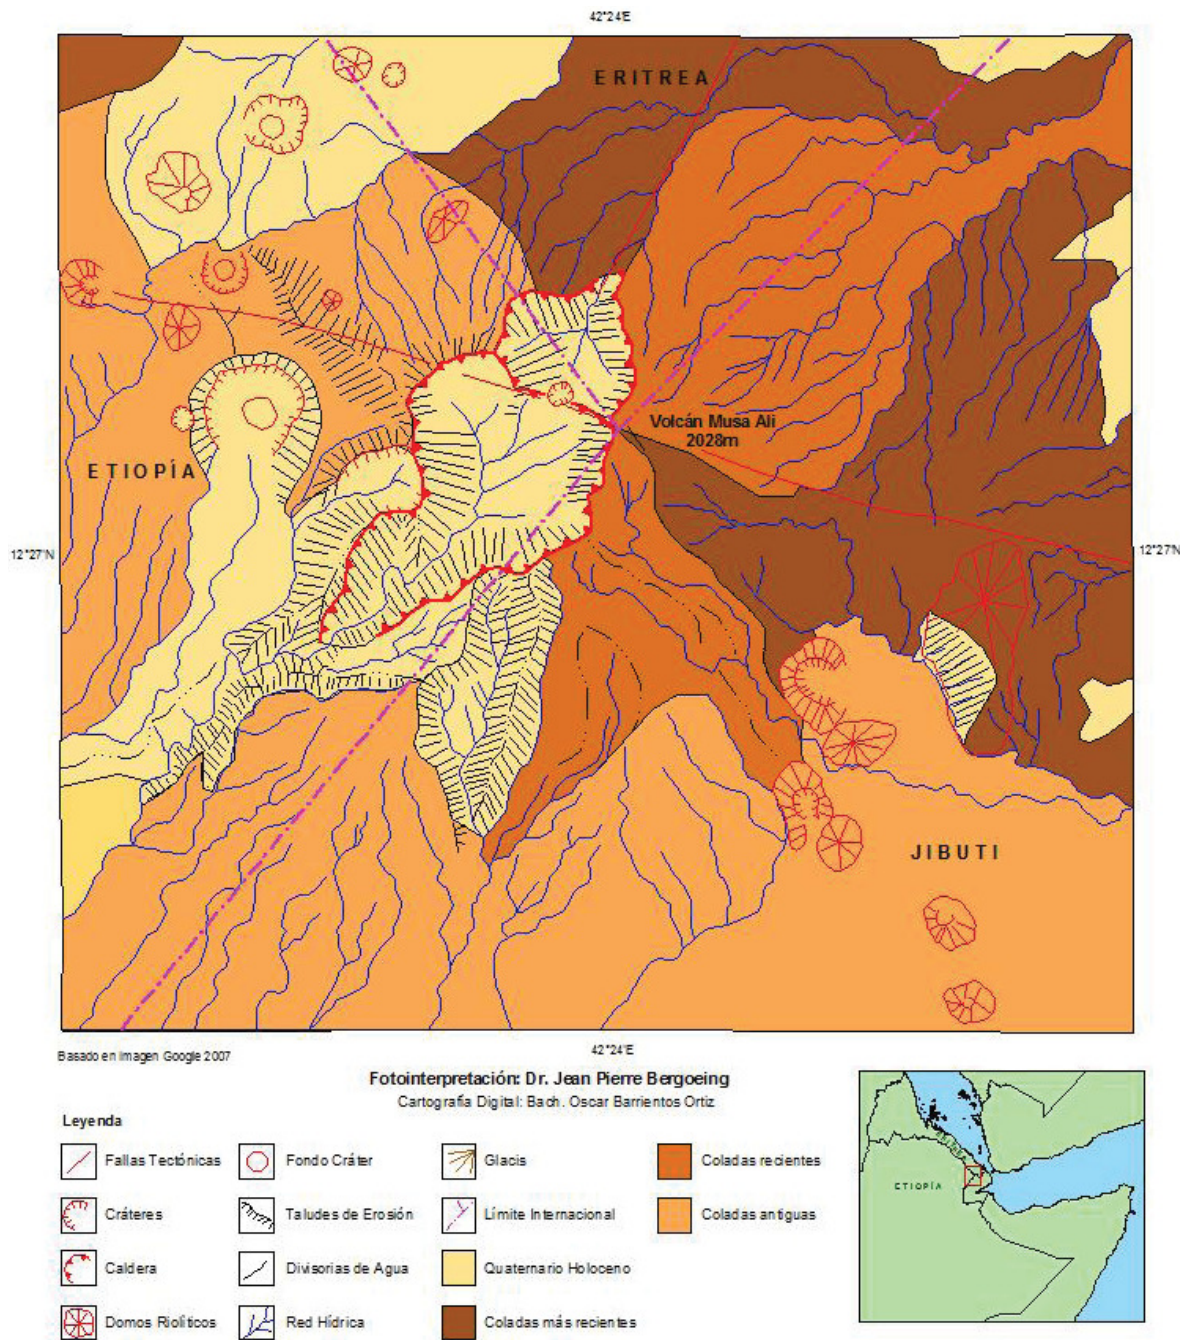 42°24'E
ERITREA
Volcán Musa Ali
2028m
ETIOPÍA
12°27'N
12°27'N
JIBUTI
Basado en Imagen Google 2007
42°24'E
Fotointerpretación: Dr. Jean Pierre Bergoeing
Cartografía Digital: Bach. Oscar Barrientos Ortiz
Leyenda
Fallas Tectónicas
Fondo Cráter
Glacis
Coladas recientes
Cráteres
Taludes de Erosión
Límite Internacional
Coladas antiguas
Caldera
Divisorias de Agua
Quaternario Holoceno
Domos Riolíticos
Red Hídrica
Coladas más recientes
ETIOPÍA